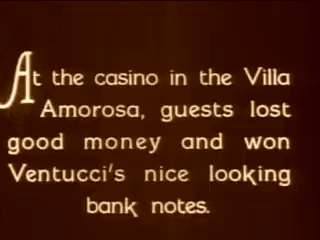 At the casino in the Villa
Amorosa, guests lost
good money and won
Ventucci's nice looking
bank notes.